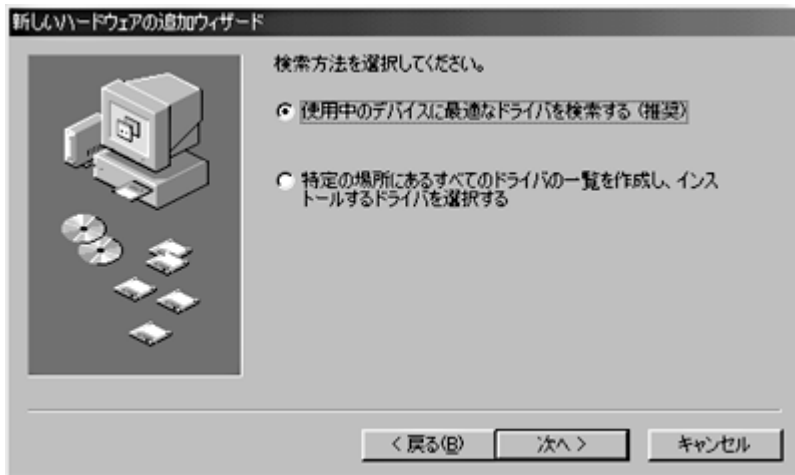 新しいハードウェアの追加ウィザード
検索方法を選択してください。
使用中のデバイスに最適なドライバを検索する (推奨)
特定の場所にあるすべてのドライバの一覧を作成し、インス
トールするドライバを選択する
< 戻る(B)
次へ >
キャンセル